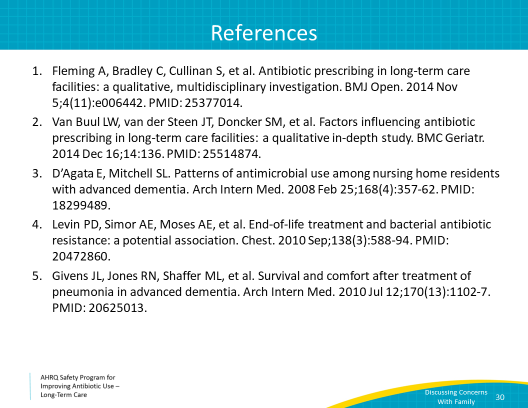 References
1. Fleming A, Bradley C, Cullinan S, et al. Antibiotic prescribing in long-term care
facilities: a qualitative, multidisciplinary investigation. BMJ Open. 2014 Nov
5;4(11):e006442. PMID: 25377014.
2. Van Buul LW, van der Steen JT, Doncker SM, et al. Factors influencing antibiotic
prescribing in long-term care facilities: a qualitative in-depth study. BMC Geriatr.
2014 Dec 16;14:136. PMID: 25514874.
3. D’Agata E, Mitchell SL. Patterns of antimicrobial use among nursing home residents
with advanced dementia. Arch Intern Med. 2008 Feb 25;168(4):357-62. PMID:
18299489.
4. Levin PD, Simor AE, Moses AE, et al. End-of-life treatment and bacterial antibiotic
resistance: a potential association. Chest. 2010 Sep;138(3):588-94. PMID:
20472860.
5. Givens JL, Jones RN, Shaffer ML, et al. Survival and comfort after treatment of
pneumonia in advanced dementia. Arch Intern Med. 2010 Jul 12;170(13):1102-7.
PMID: 20625013.
AHRQ Safety Program for
Improving Antibiotic Use –
Long-Term Care
Discussing Concerns
With Family
30